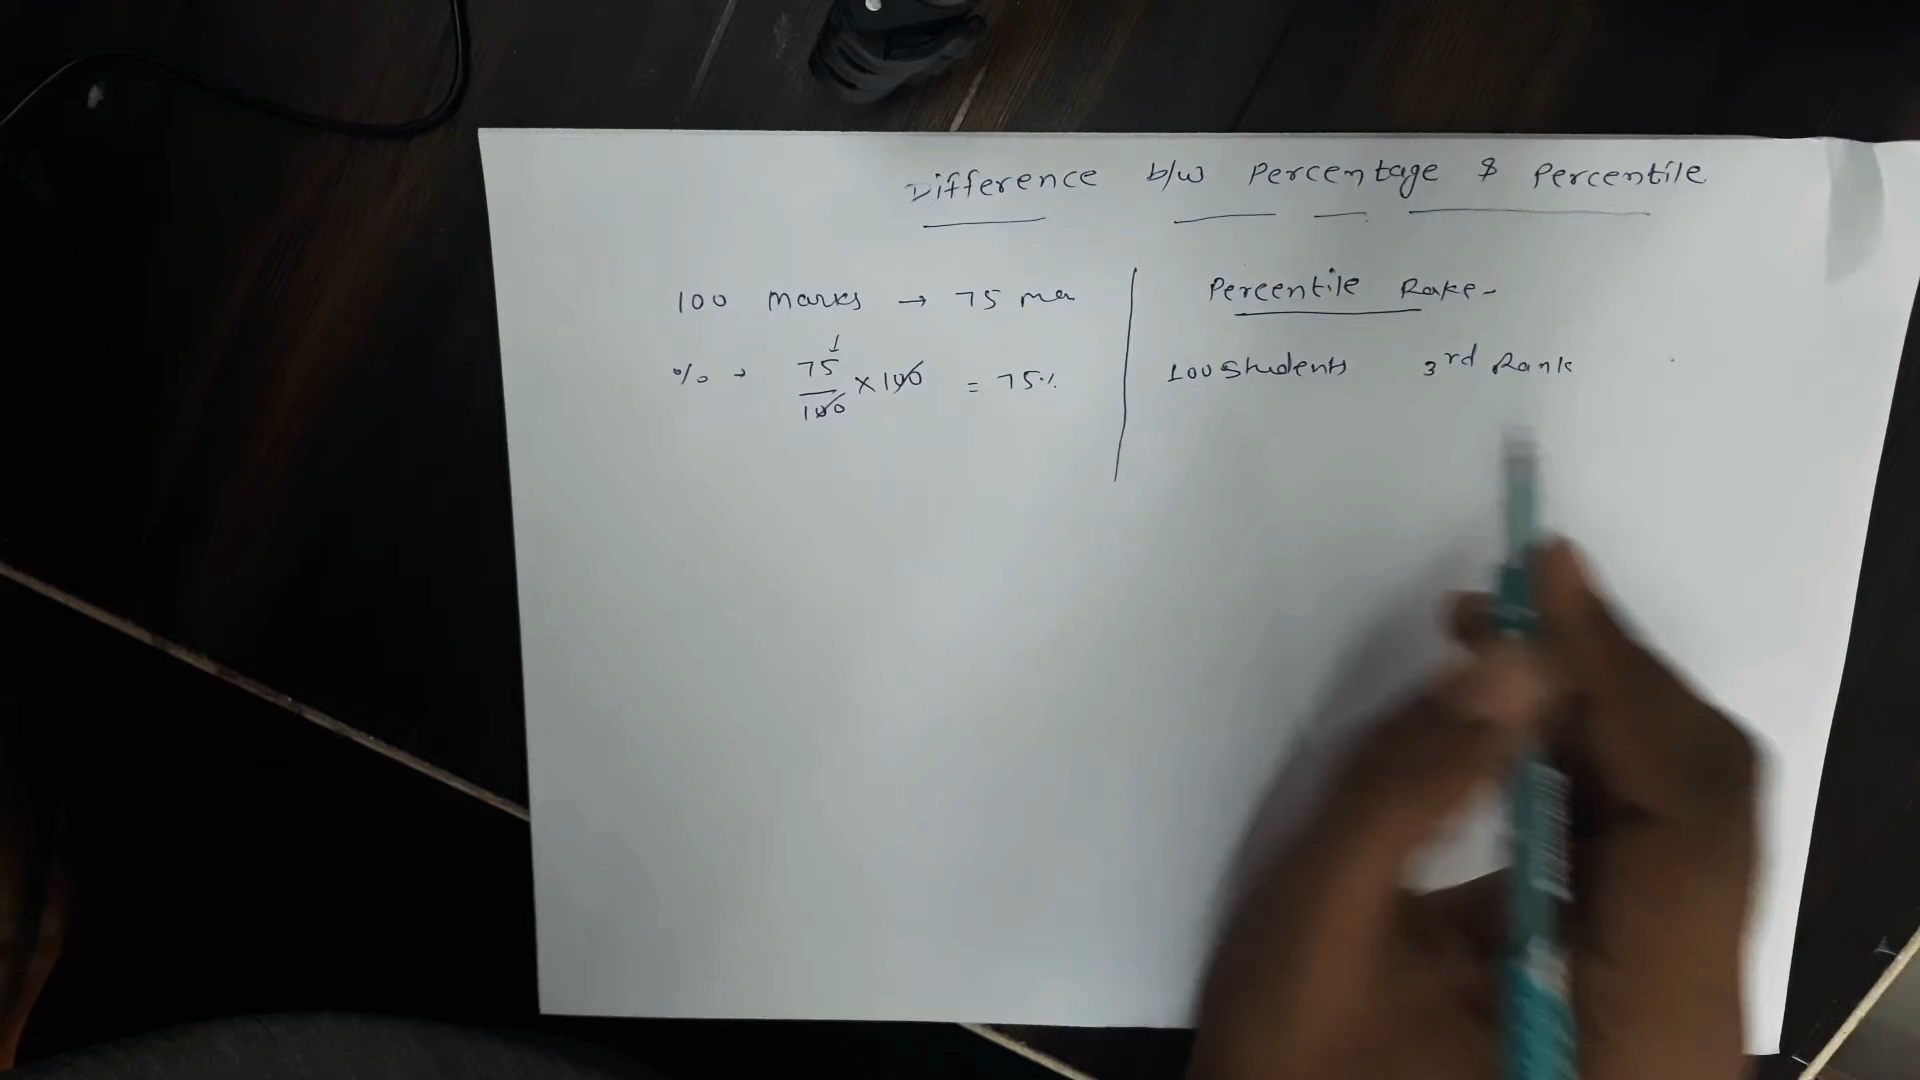 Difference b/w Percentage & Percentile
100 marks → 75 ma
% → 75/100 × 100 = 75%
Percentile Rake-
100 Students 3rd Rank